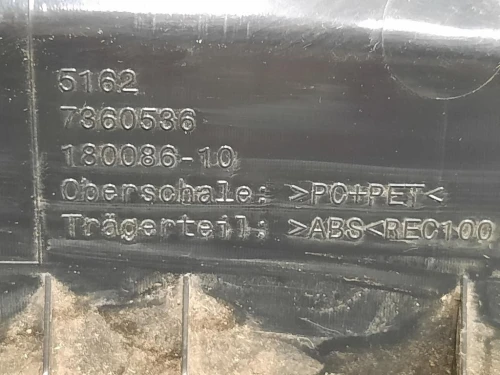 5162
7360536
180086-10
Oberschale: >PC+PET<
Trägerteil: >ABS<REC100